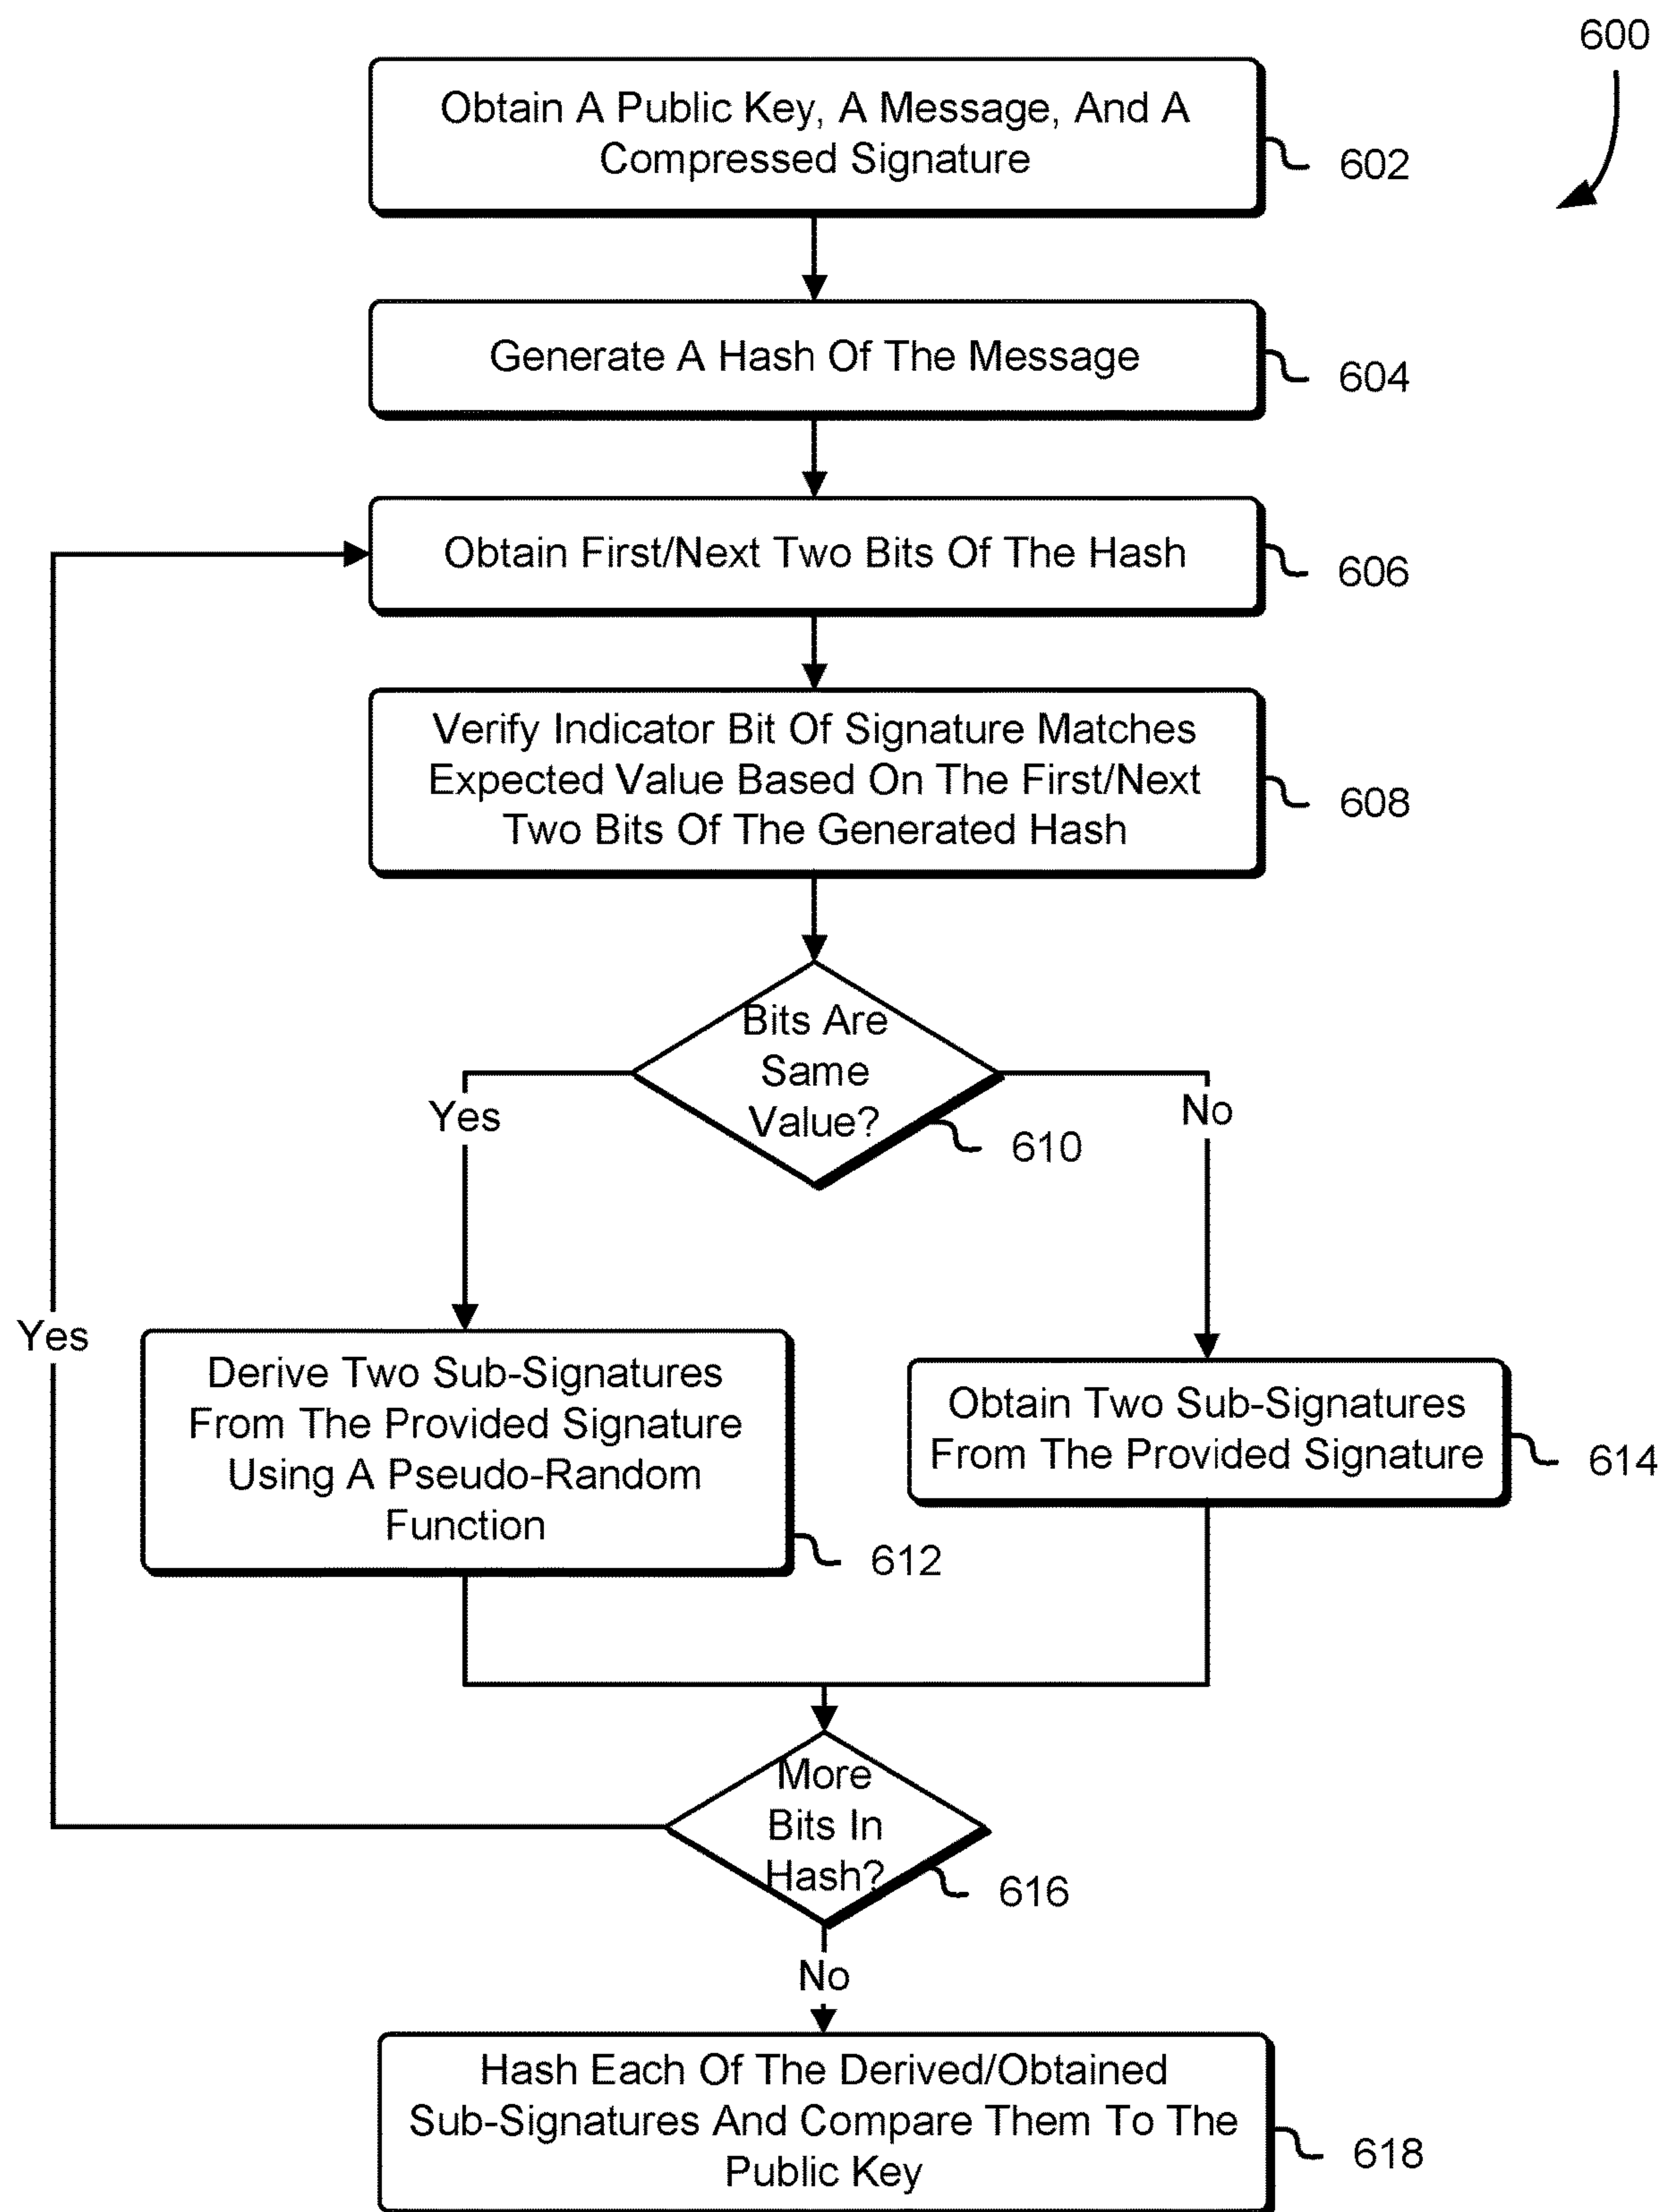 600
Obtain A Public Key, A Message, And A
Compressed Signature
602
Generate A Hash Of The Message
604
Obtain First/Next Two Bits Of The Hash
606
Verify Indicator Bit Of Signature Matches
Expected Value Based On The First/Next
Two Bits Of The Generated Hash
608
Bits Are
Same
Value?
610
Yes
No
Derive Two Sub-Signatures
From The Provided Signature
Using A Pseudo-Random
Function
612
Obtain Two Sub-Signatures
From The Provided Signature
614
Yes
More
Bits In
Hash?
616
No
Hash Each Of The Derived/Obtained
Sub-Signatures And Compare Them To The
Public Key
618